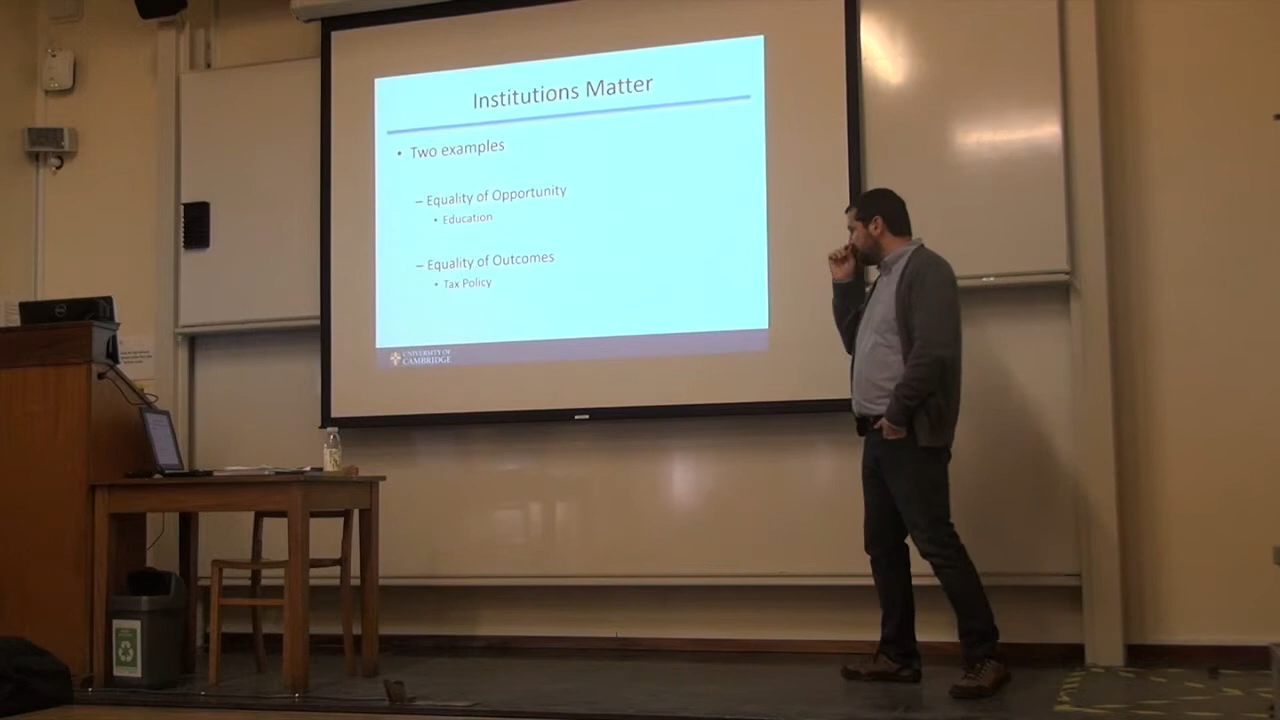 Institutions Matter
• Two examples
– Equality of Opportunity
• Education
– Equality of Outcomes
• Tax Policy
UNIVERSITY OF
CAMBRIDGE